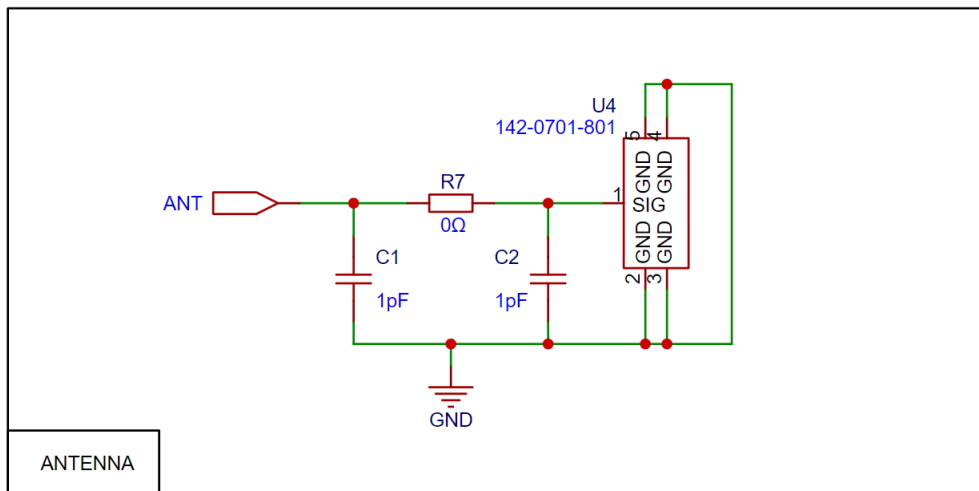 U4
142-0701-801
5
4
GND
GND
R7
1
SIG
ANT
0Ω
GND
GND
C1
C2
2
3
1pF
1pF
GND
ANTENNA